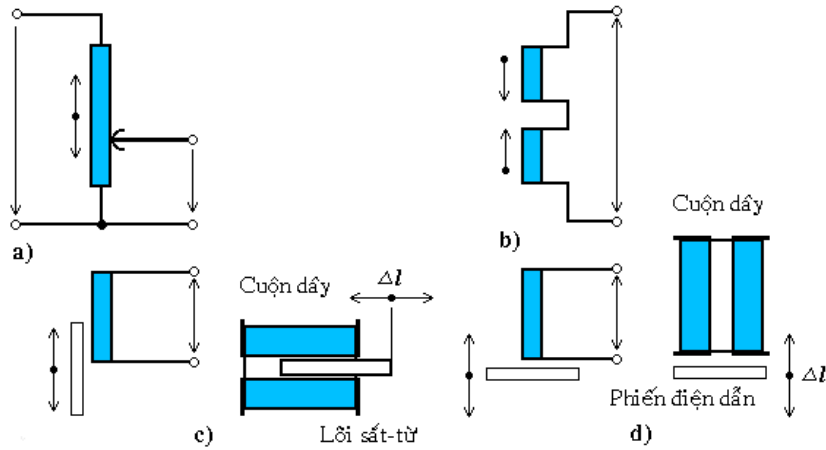 a)
b)
Cuộn dây
Cuộn dây
Δl
Δl
Phiến điện dẫn
c)
Lõi sắt-từ
d)